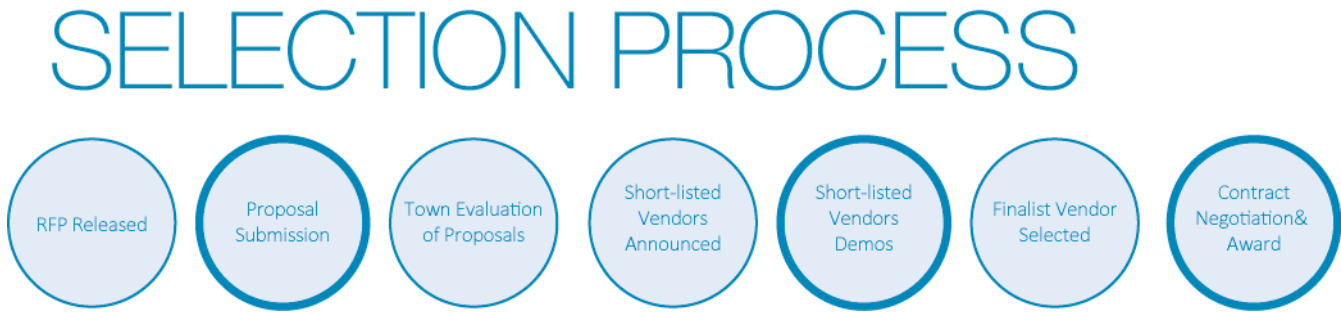 SELECTION PROCESS
RFP Released
Proposal
Submission
Town Evaluation
of Proposals
Short-listed
Vendors
Announced
Short-listed
Vendors
Demos
Finalist Vendor
Selected
Contract
Negotiation&
Award